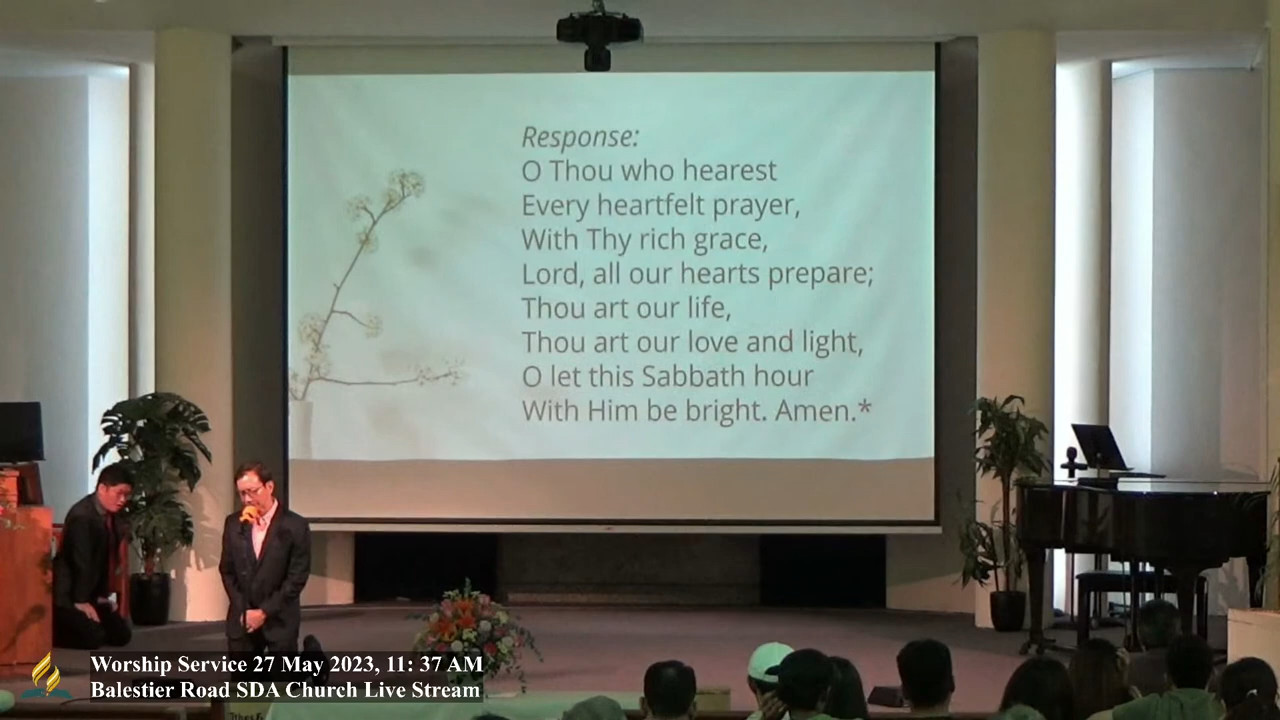 Response:
O Thou who hearest
Every heartfelt prayer,
With Thy rich grace,
Lord, all our hearts prepare;
Thou art our life,
Thou art our love and light,
O let this Sabbath hour
With Him be bright. Amen.*
Worship Service 27 May 2023, 11: 37 AM
Balestier Road SDA Church Live Stream